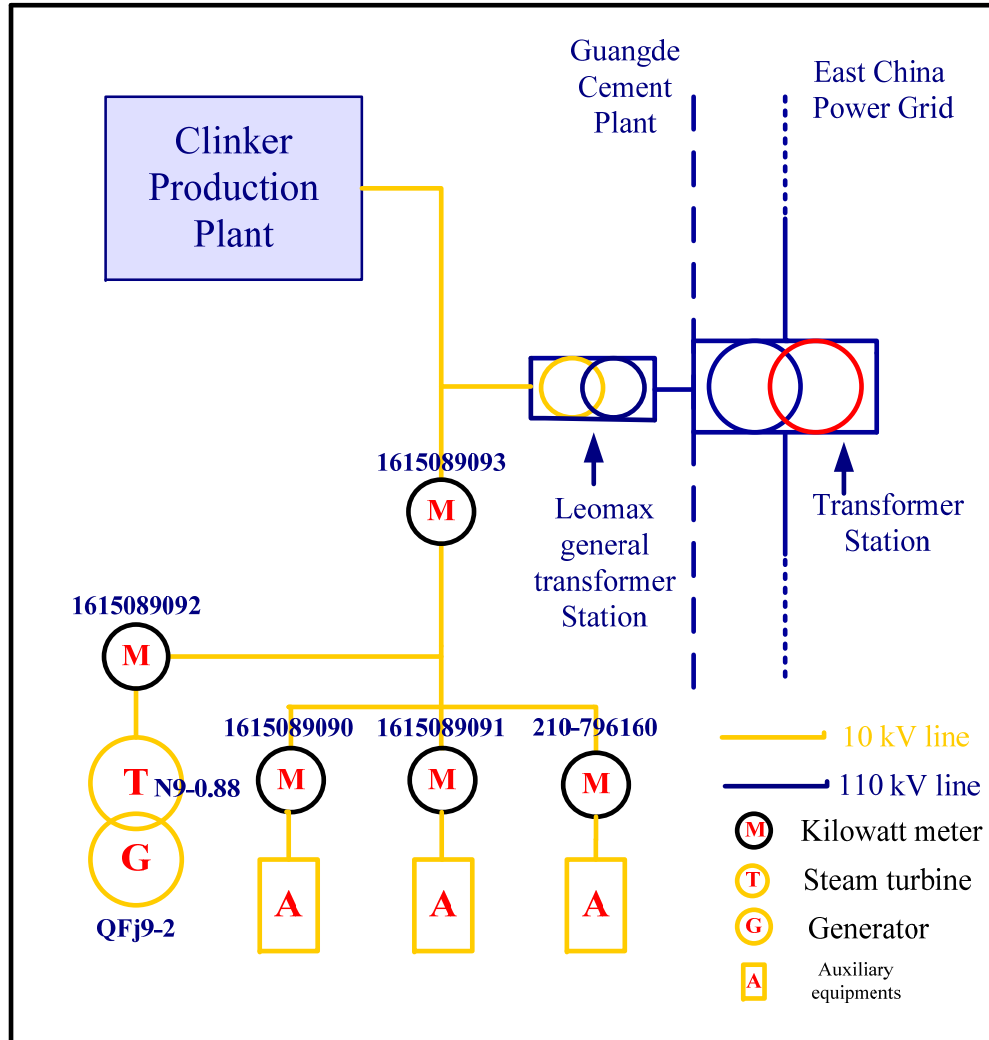 Guangde
Cement
Plant
East China
Power Grid
Clinker
Production
Plant
1615089093
M
Leomax
general
transformer
Station
Transformer
Station
1615089092
M
1615089090
1615089091
210-796160
T
N9-0.88
M
M
M
G
QFj9-2
A
A
A
10 kV line
110 kV line
M
Kilowatt meter
T
Steam turbine
G
Generator
A
Auxiliary
equipments